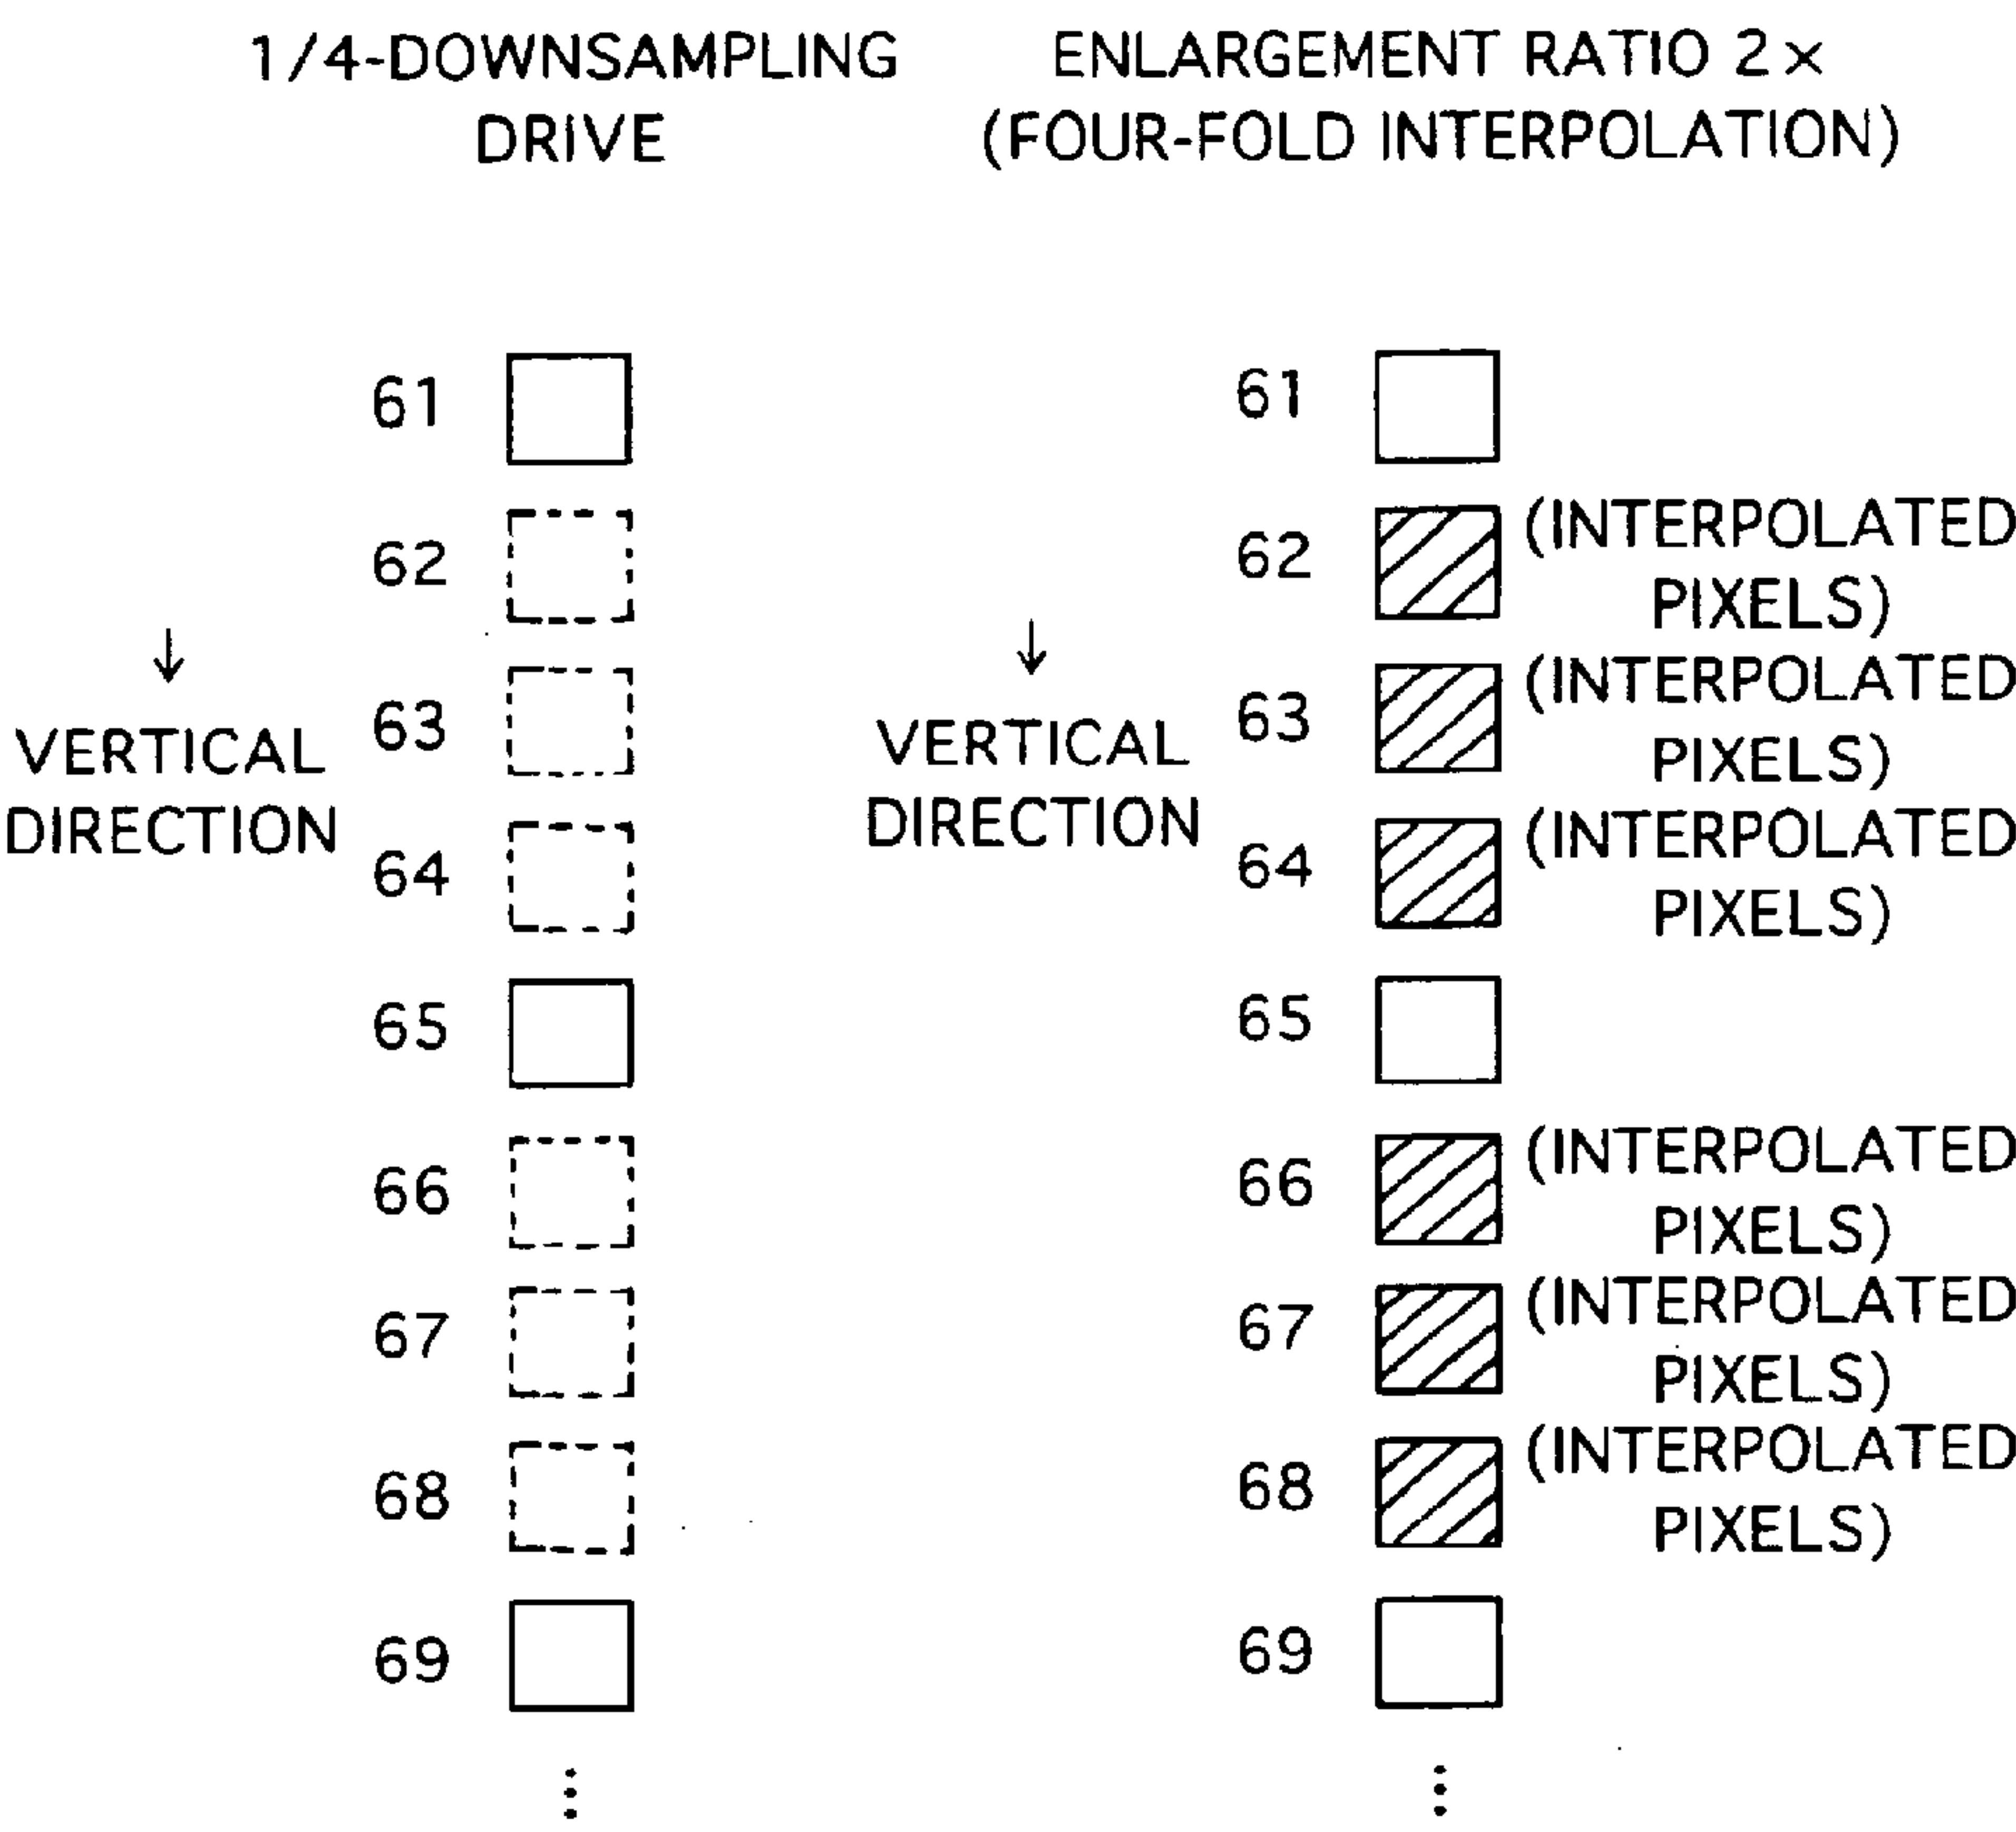 1/4-DOWNSAMPLING
DRIVE
ENLARGEMENT RATIO 2×
(FOUR-FOLD INTERPOLATION)
61
62
63
64
65
66
67
68
69
↓
VERTICAL
DIRECTION
⋮
61
62
(INTERPOLATED
PIXELS)
63
(INTERPOLATED
PIXELS)
64
(INTERPOLATED
PIXELS)
65
66
(INTERPOLATED
PIXELS)
67
(INTERPOLATED
PIXELS)
68
(INTERPOLATED
PIXELS)
69
↓
VERTICAL
DIRECTION
⋮